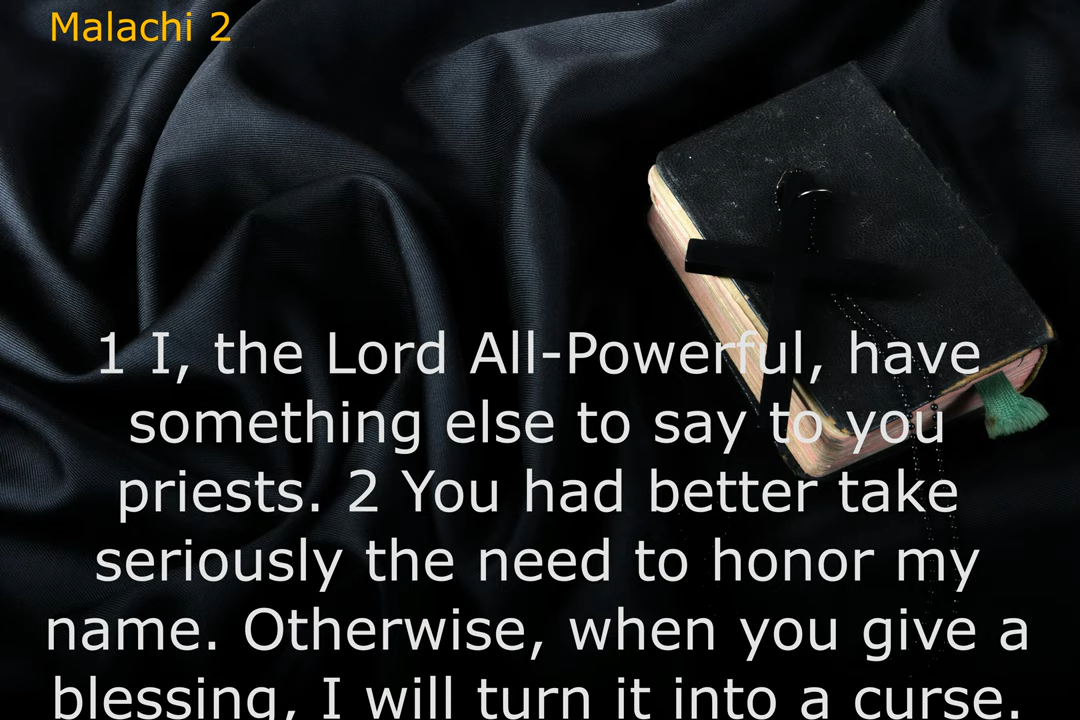 Malachi 2
1 I, the Lord All-Powerful, have
something else to say to you
priests. 2 You had better take
seriously the need to honor my
name. Otherwise, when you give a
blessing, I will turn it into a curse.